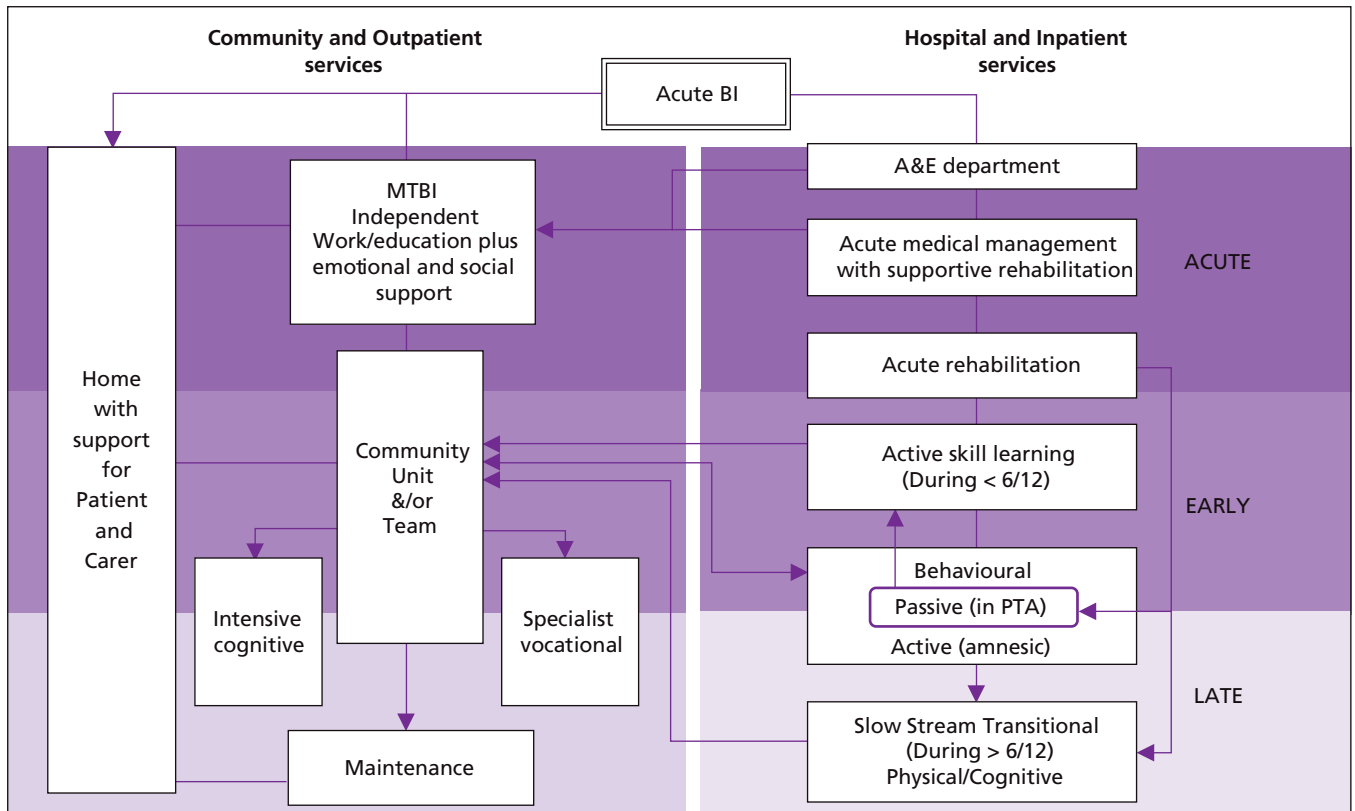 Community and Outpatient
services
Hospital and Inpatient
services
Acute BI
Home
with
support
for
Patient
and
Carer
MTBI
Independent
Work/education plus
emotional and social
support
Community
Unit
&/or
Team
Intensive
cognitive
Specialist
vocational
Maintenance
A&E department
Acute medical management
with supportive rehabilitation
Acute rehabilitation
Active skill learning
(During < 6/12)
Behavioural
Passive (in PTA)
Active (amnesic)
Slow Stream Transitional
(During > 6/12)
Physical/Cognitive
ACUTE
EARLY
LATE